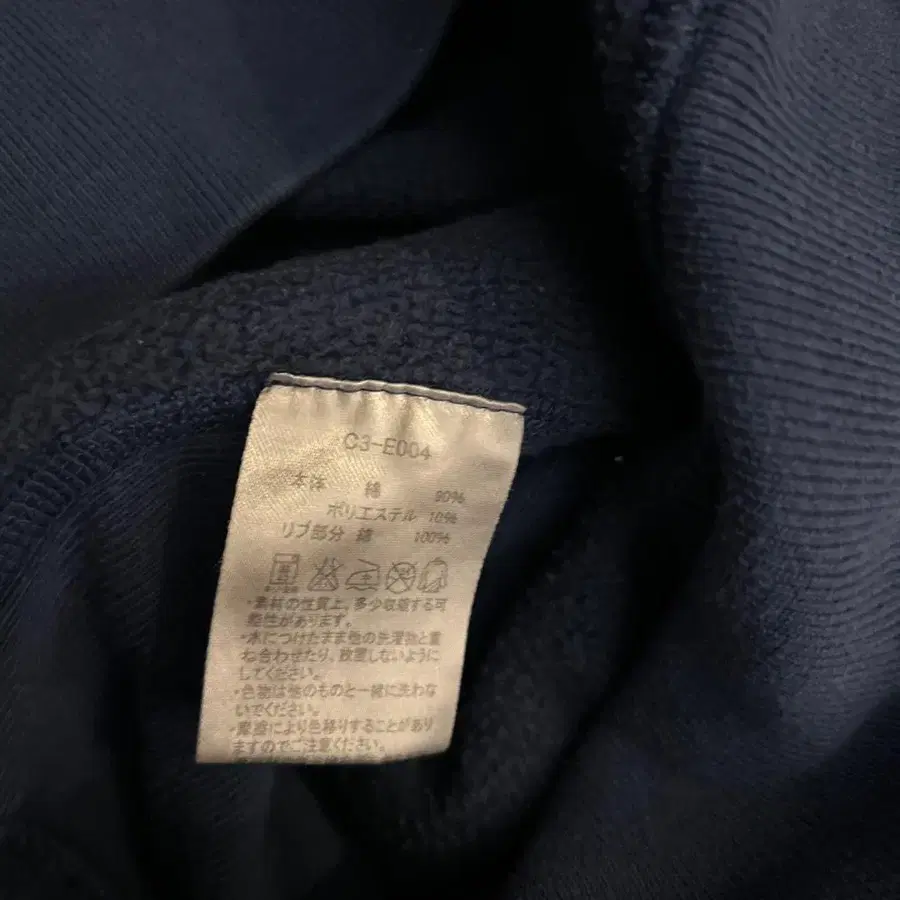 C3-E004
本体 綿 90%
ポリエステル 10%
リブ部分 綿 100%
・素材の性質上、多少収縮する可
能性があります。
・水につけたまま他の洗濯物と重
ね合わせたり、放置しないように
してください。
・色物は他のものと一緒に洗わな
いでください。
・摩擦により色移りすることがあり
ますのでご注意ください。